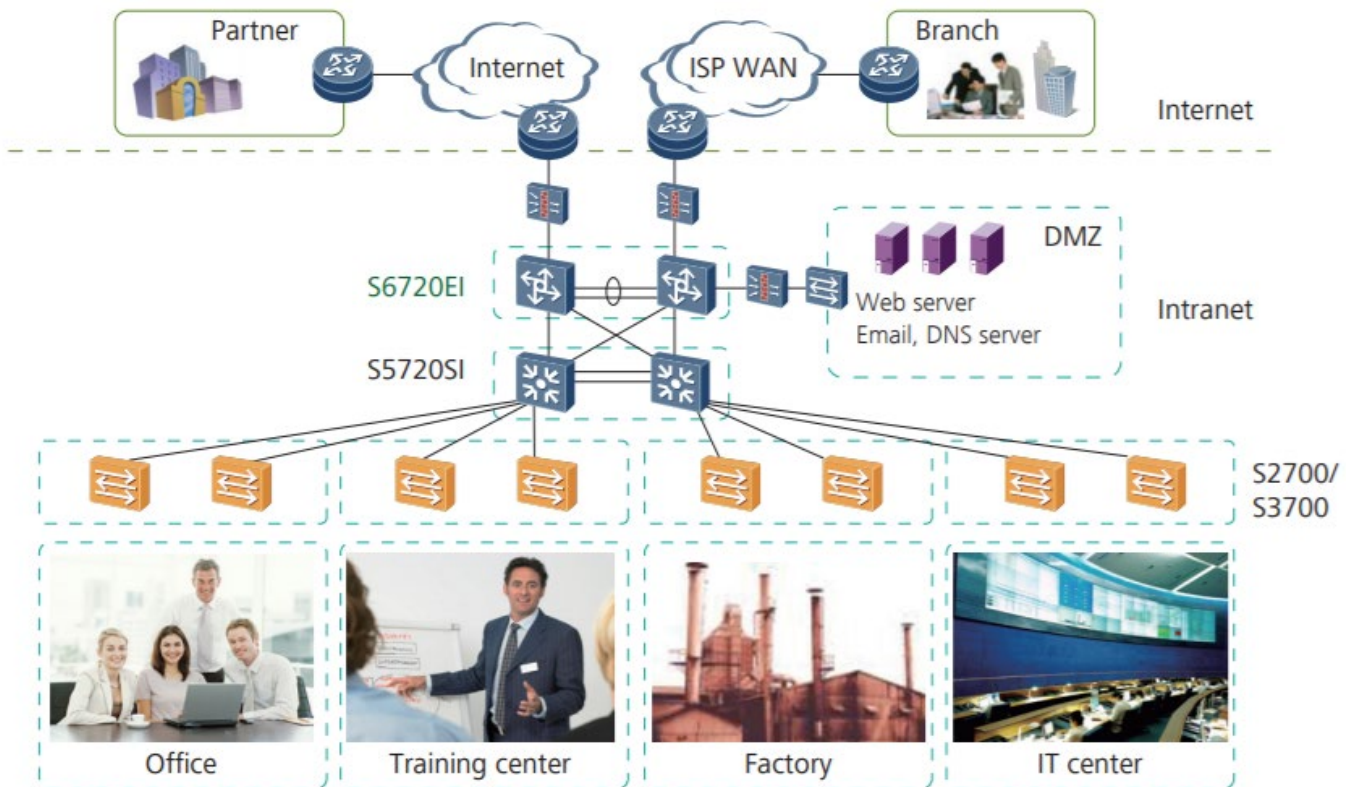 Partner
Internet
ISP WAN
Branch
Internet
DMZ
S6720EI
Web server
Email, DNS server
Intranet
S5720SI
S2700/
S3700
Office
Training center
Factory
IT center